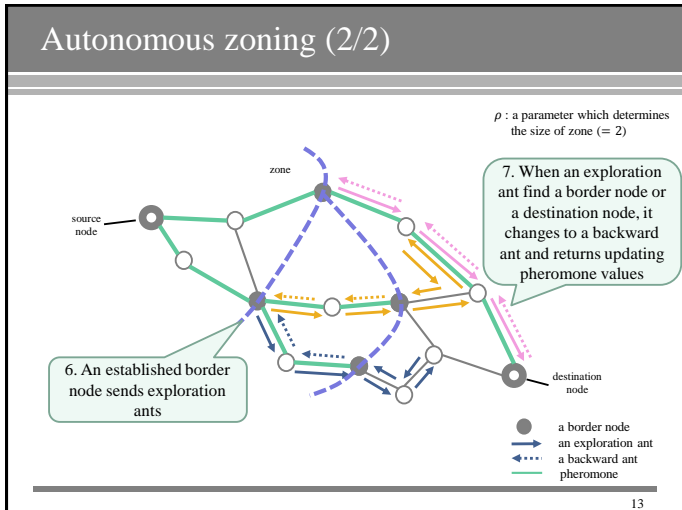 Autonomous zoning (2/2)
ρ : a parameter which determines
the size of zone (= 2)
zone
7. When an exploration
ant find a border node or
a destination node, it
changes to a backward
ant and returns updating
pheromone values
source
node
6. An established border
node sends exploration
ants
destination
node
a border node
an exploration ant
a backward ant
pheromone
13